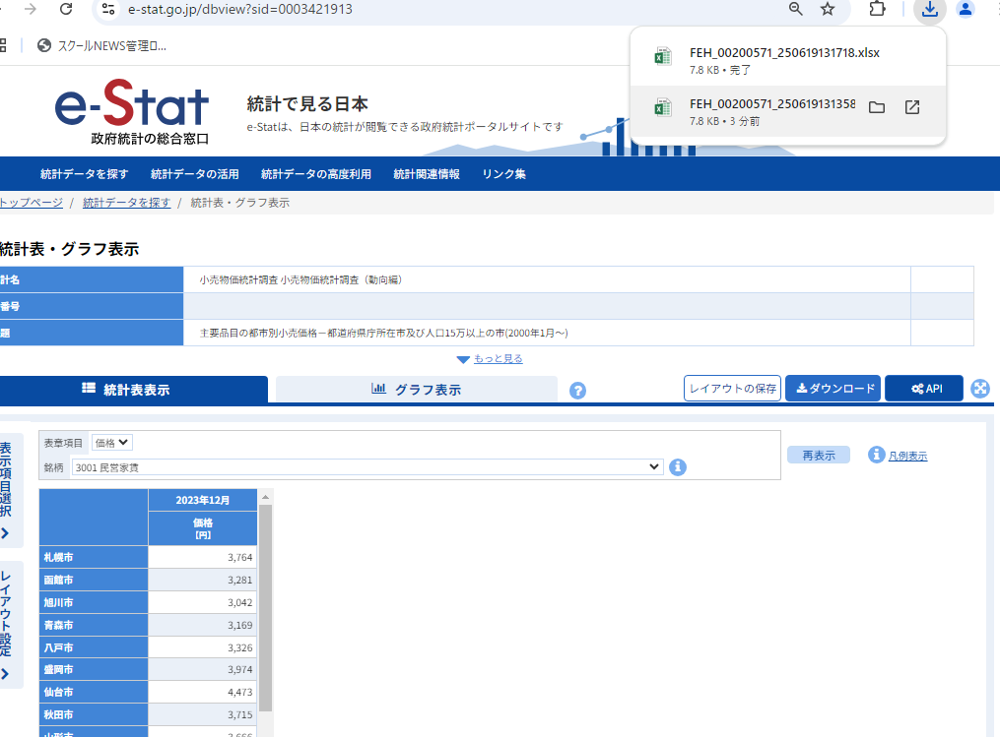 e-stat.go.jp/dbview?sid=0003421913
スクールNEWS管理ロ...
FEH_00200571_250619131718.xlsx
7.8 KB • 完了
FEH_00200571_250619131358
7.8 KB • 3 分前
e-Stat
政府統計の総合窓口
統計で見る日本
e-Statは、日本の統計が閲覧できる政府統計ポータルサイトです
統計データを探す 統計データの活用 統計データの高度利用 統計関連情報 リンク集
トップページ / 統計データを探す / 統計表・グラフ表示
統計表・グラフ表示
計名 小売物価統計調査 小売物価統計調査（動向編）
番号
題 主要品目の都市別小売価格－都道府県庁所在市及び人口15万以上の市(2000年1月～)
もっと見る
統計表表示 グラフ表示 ? レイアウトの保存 ダウンロード API
表示項目選択
レイアウト設定
表章項目 価格
銘柄 3001 民営家賃
再表示 凡例表示
2023年12月
価格
【円】
札幌市 3,764
函館市 3,281
旭川市 3,042
青森市 3,169
八戸市 3,326
盛岡市 3,974
仙台市 4,473
秋田市 3,715
山形市 3,666